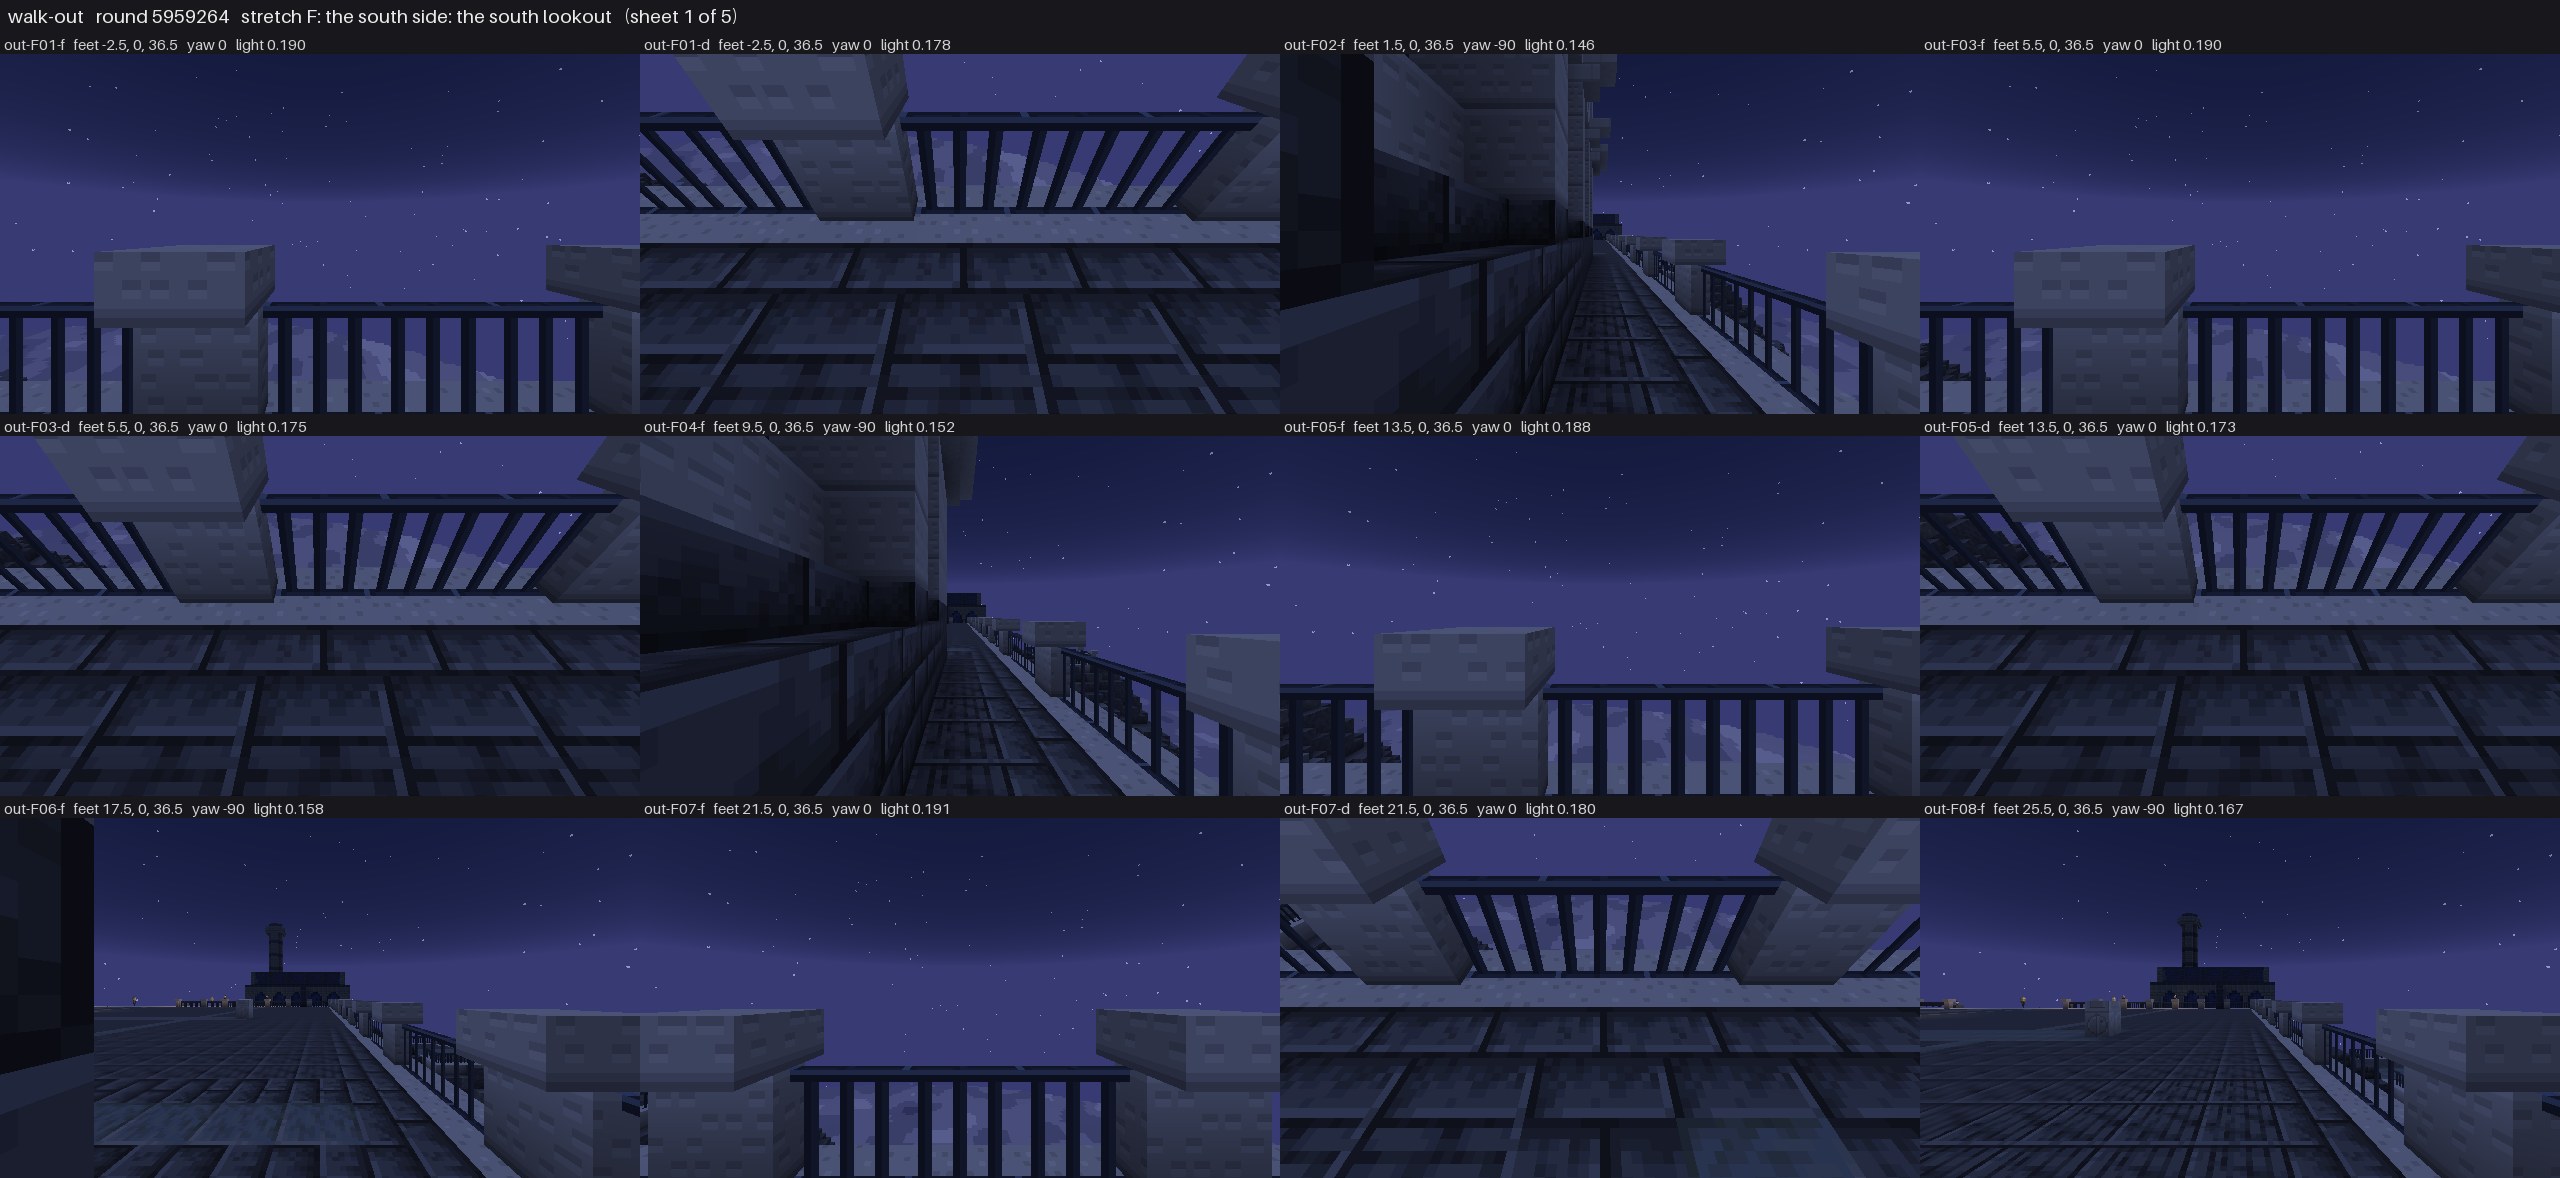 walk-out round 5959264 stretch F: the south side: the south lookout (sheet 1 of 5)
out-F01-f feet -2.5, 0, 36.5 yaw 0 light 0.190
out-F01-d feet -2.5, 0, 36.5 yaw 0 light 0.178
out-F02-f feet 1.5, 0, 36.5 yaw -90 light 0.146
out-F03-f feet 5.5, 0, 36.5 yaw 0 light 0.190
out-F03-d feet 5.5, 0, 36.5 yaw 0 light 0.175
out-F04-f feet 9.5, 0, 36.5 yaw -90 light 0.152
out-F05-f feet 13.5, 0, 36.5 yaw 0 light 0.188
out-F05-d feet 13.5, 0, 36.5 yaw 0 light 0.173
out-F06-f feet 17.5, 0, 36.5 yaw -90 light 0.158
out-F07-f feet 21.5, 0, 36.5 yaw 0 light 0.191
out-F07-d feet 21.5, 0, 36.5 yaw 0 light 0.180
out-F08-f feet 25.5, 0, 36.5 yaw -90 light 0.167